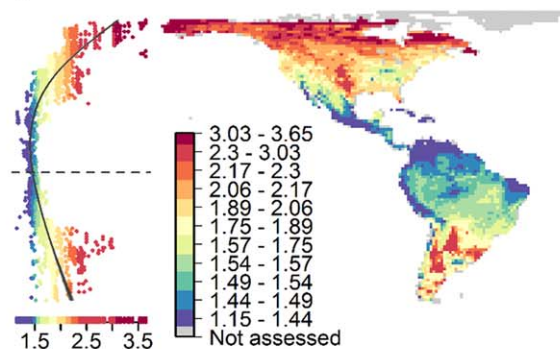 3.03 - 3.65
2.3 - 3.03
2.17 - 2.3
2.06 - 2.17
1.89 - 2.06
1.75 - 1.89
1.57 - 1.75
1.54 - 1.57
1.49 - 1.54
1.44 - 1.49
1.15 - 1.44
Not assessed
1.5 2.5 3.5